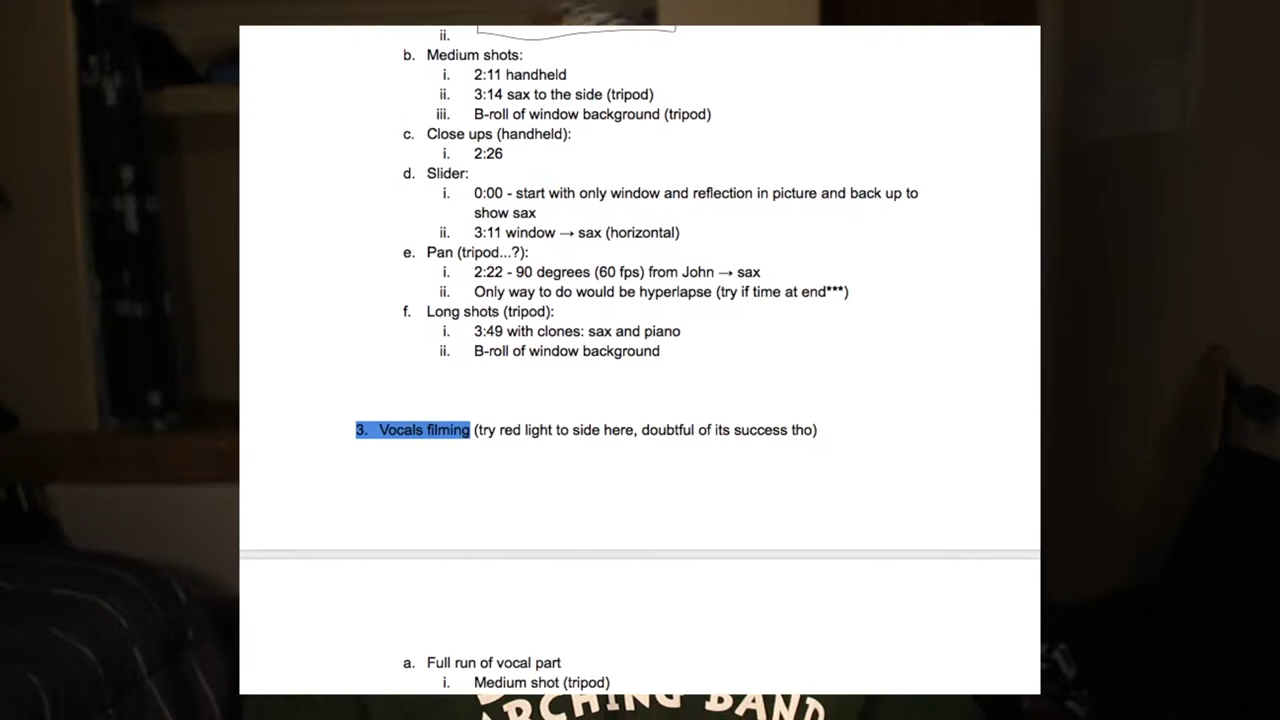 ii.
b. Medium shots:
i. 2:11 handheld
ii. 3:14 sax to the side (tripod)
iii. B-roll of window background (tripod)
c. Close ups (handheld):
i. 2:26
d. Slider:
i. 0:00 - start with only window and reflection in picture and back up to
show sax
ii. 3:11 window → sax (horizontal)
e. Pan (tripod...?):
i. 2:22 - 90 degrees (60 fps) from John → sax
ii. Only way to do would be hyperlapse (try if time at end***)
f. Long shots (tripod):
i. 3:49 with clones: sax and piano
ii. B-roll of window background
3. Vocals filming (try red light to side here, doubtful of its success tho)
a. Full run of vocal part
i. Medium shot (tripod)
BAND